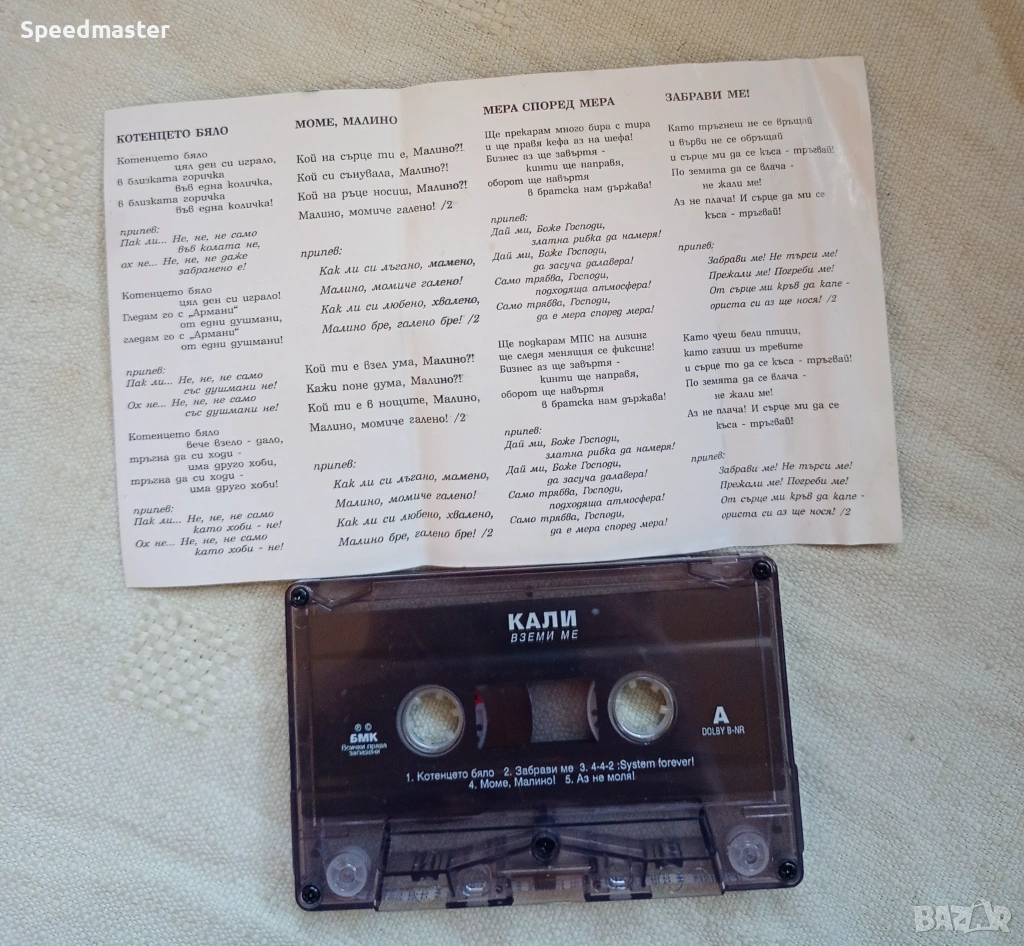 Speedmaster
КОТЕНЦЕТО БЯЛО
Котенцето бяло
цял ден си играло,
в близката горичка
във една количка,
в близката горичка
във една количка!
припев:
Пак ли... Не, не, не само
във колата не,
ох не... Не, не, не даже
забранено е!
Котенцето бяло
цял ден си играло!
Гледам го с „Армани"
от едни душмани,
гледам го с „Армани"
от едни душмани!
припев:
Пак ли... Не, не, не само
със душмани не!
Ох не... Не, не, не само
със душмани не!
Котенцето бяло
вече взело - дало,
тръгна да си ходи -
има друго хоби,
тръгна да си ходи -
има друго хоби!
припев:
Пак ли... Не, не, не само
като хоби - не!
Ох не... Не, не, не само
като хоби - не!
МОМЕ, МАЛИНО
Кой на сърце ти е, Малино?!
Кой си сънувала, Малино?!
Кой на ръце носиш, Малино?!
Малино, момиче галено! /2
припев:
Как ли си лъгано, мамено,
Малино, момиче галено!
Как ли си любено, хвалено,
Малино бре, галено бре! /2
Кой ти е взел ума, Малино?!
Кажи поне дума, Малино?!
Кой ти е в нощите, Малино,
Малино, момиче галено! /2
припев:
Как ли си лъгано, мамено,
Малино, момиче галено!
Как ли си любено, хвалено,
Малино бре, галено бре! /2
МЕРА СПОРЕД МЕРА
Ще прекарам много бира с тира
и ще правя кефа аз на шефа!
Бизнес аз ще завъртя -
кинти ще направя,
оборот ще навъртя
в братска нам държава!
припев:
Дай ми, Боже Господи,
златна рибка да намеря!
Дай ми, Боже Господи,
да засуча далавера!
Само трябва, Господи,
подходяща атмосфера!
Само трябва, Господи,
да е мера според мера!
Ще подкарам МПС на лизинг
ще следя менящия се фиксинг!
Бизнес аз ще завъртя -
кинти ще направя,
оборот ще навъртя
в братска нам държава!
припев:
Дай ми, Боже Господи,
златна рибка да намеря!
Дай ми, Боже Господи,
да засуча далавера!
Само трябва, Господи,
подходяща атмосфера!
Само трябва, Господи,
да е мера според мера!
ЗАБРАВИ МЕ!
Като тръгнеш не се връщай
и върви не се обръщай
и сърце ми да се къса - тръгвай!
По земята да се влача -
не жали ме!
Аз не плача! И сърце да ми се
къса - тръгвай!
припев:
Забрави ме! Не търси ме!
Прежали ме! Погреби ме!
От сърце ми кръв да капе -
ориста си аз ще нося! /2
Като чуеш бели птици,
като газиш из тревите
и сърце то да се къса - тръгвай!
По земята да се влача -
не жали ме!
Аз не плача! И сърце ми да се
къса - тръгвай!
припев:
Забрави ме! Не търси ме!
Прежали ме! Погреби ме!
От сърце ми кръв да капе -
ориста си аз ще нося! /2
КАЛИ
ВЗЕМИ МЕ
℗ ©
БМК
Всички права
запазени
A
DOLBY B-NR
1. Котенцето бяло 2. Забрави ме 3. 4-4-2 :System forever!
4. Моме, Малино! 5. Аз не моля!
BAZAR